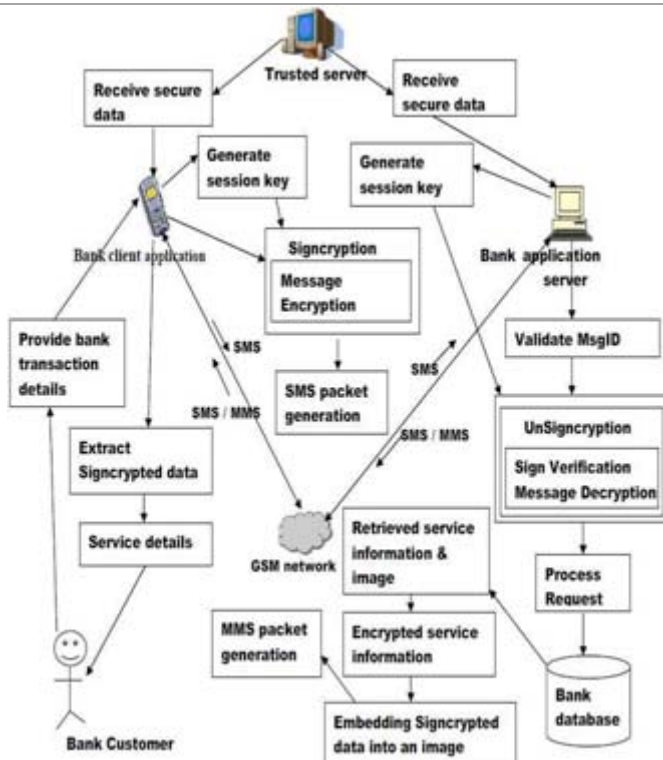 Trusted server
Receive secure
data
Receive
secure data
Generate
session key
Generate
session key
Bank client application
Signcryption
Message
Encryption
Bank application
server
Provide bank
transaction
details
SMS
SMS / MMS
SMS packet
generation
SMS
SMS / MMS
Validate MsgID
UnSigncryption
Sign Verification
Message Decryption
Extract
Signcrypted data
Service details
GSM network
Retrieved service
information &
image
Process
Request
MMS packet
generation
Encrypted service
information
Bank
database
Embedding Signcrypted
data into an image
Bank Customer